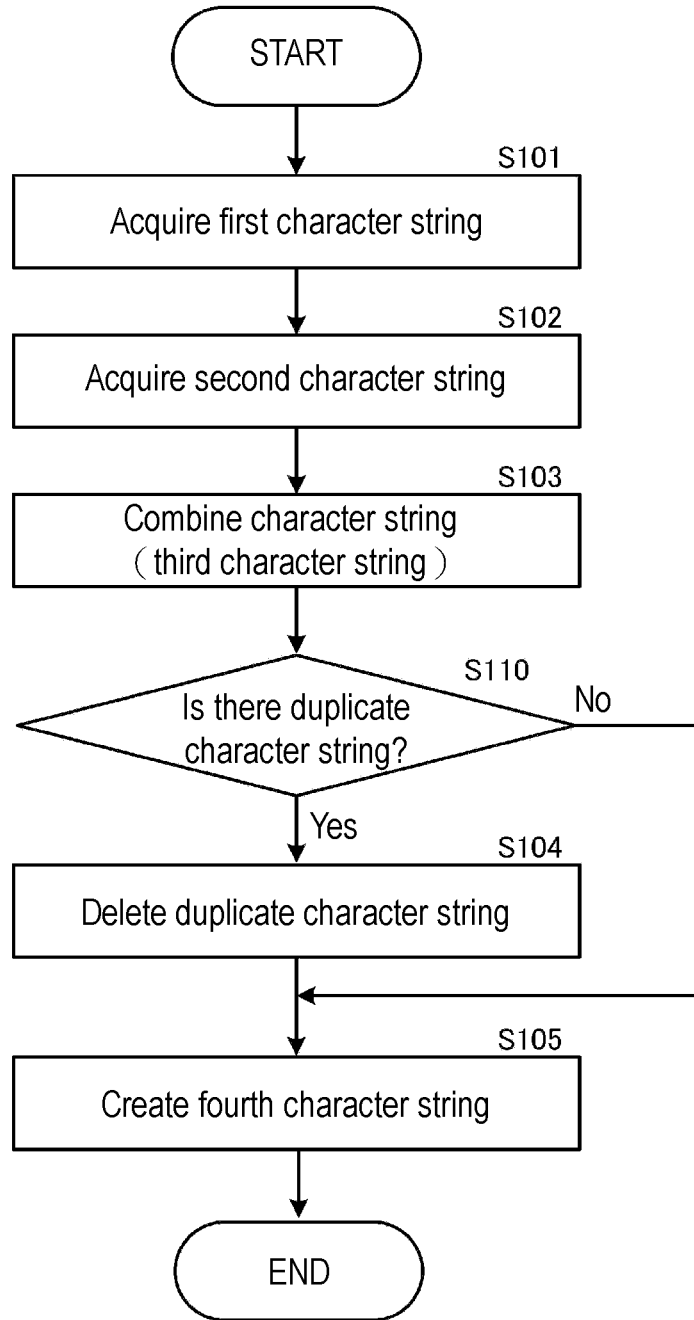 START
S101
Acquire first character string
S102
Acquire second character string
S103
Combine character string
（third character string）
S110
Is there duplicate
character string?
No
Yes
S104
Delete duplicate character string
S105
Create fourth character string
END